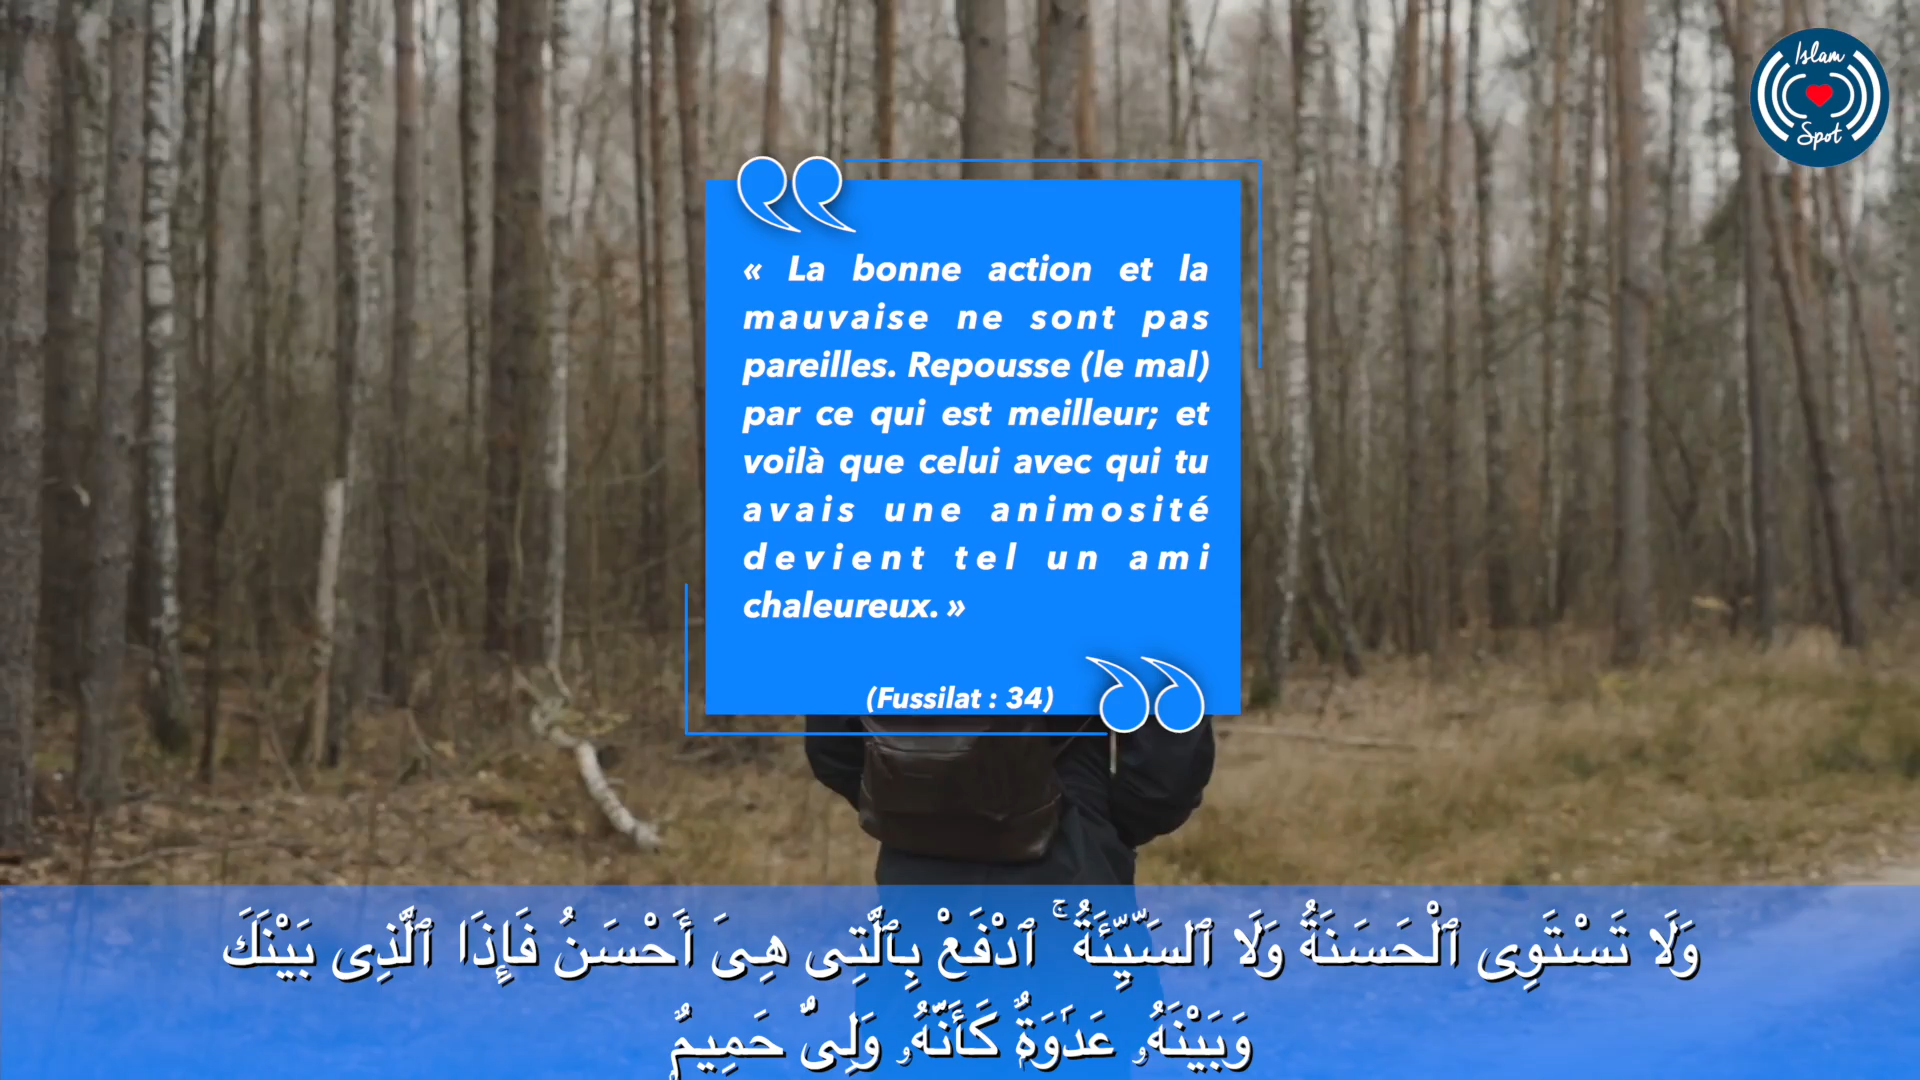 Islam
Spot
« La bonne action et la
mauvaise ne sont pas
pareilles. Repousse (le mal)
par ce qui est meilleur; et
voilà que celui avec qui tu
avais une animosité
devient tel un ami
chaleureux. »
(Fussilat : 34)
وَلَا تَسْتَوِى ٱلْحَسَنَةُ وَلَا ٱلسَّيِّئَةُ ۚ ٱدْفَعْ بِٱلَّتِى هِىَ أَحْسَنُ فَإِذَا ٱلَّذِى بَيْنَكَ
وَبَيْنَهُۥ عَدَٰوَةٌ كَأَنَّهُۥ وَلِىٌّ حَمِيمٌ